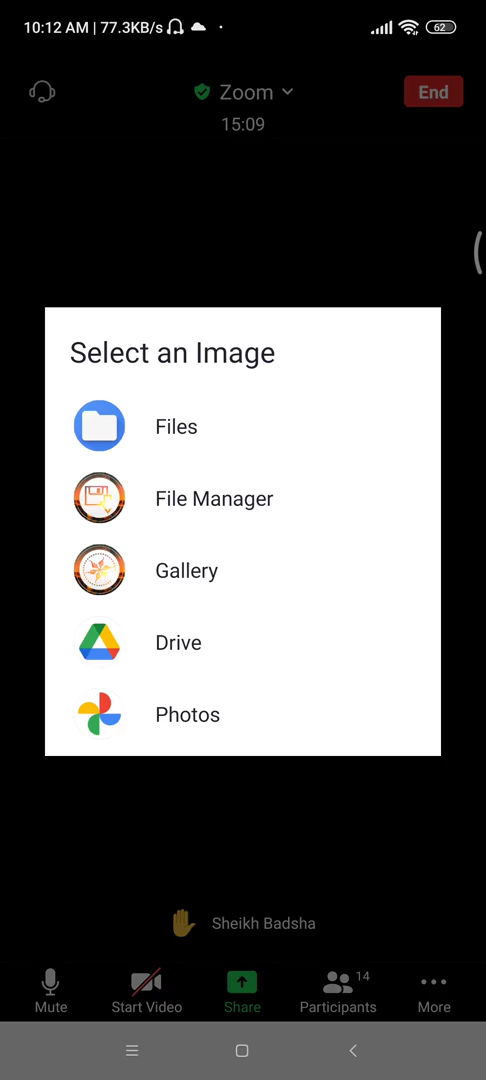 10:12 AM | 77.3KB/s
62
Zoom
End
15:09
Select an Image
Files
File Manager
Gallery
Drive
Photos
Sheikh Badsha
14
Mute
Start Video
Share
Participants
More